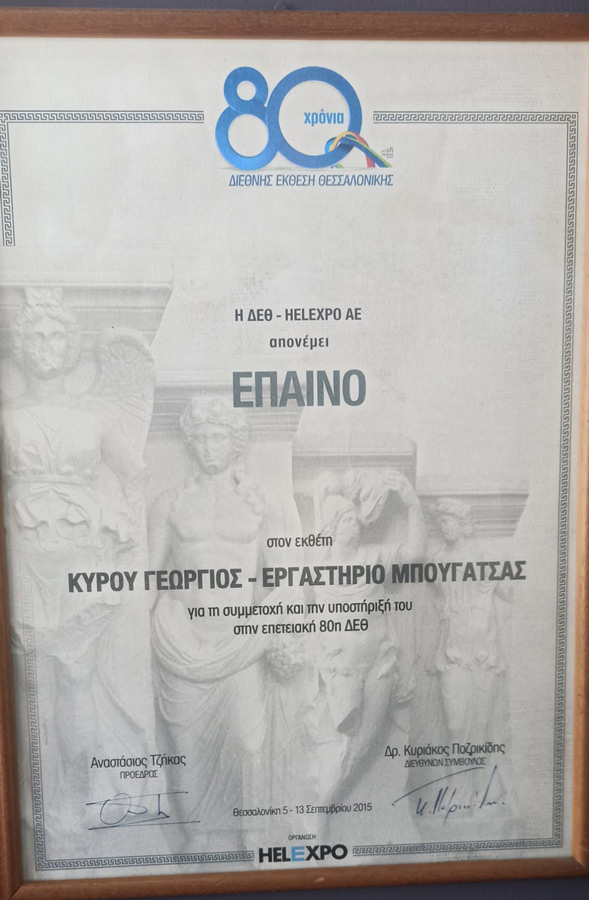 80 χρόνια
ΔΙΕΘΝΗΣ ΕΚΘΕΣΗ ΘΕΣΣΑΛΟΝΙΚΗΣ
Η ΔΕΘ - HELEXPO ΑΕ
απονέμει
ΕΠΑΙΝΟ
στον εκθέτη
ΚΥΡΟΥ ΓΕΩΡΓΙΟΣ - ΕΡΓΑΣΤΗΡΙΟ ΜΠΟΥΓΑΤΣΑΣ
για τη συμμετοχή και την υποστήριξή του
στην επετειακή 80η ΔΕΘ
Αναστάσιος Τζήκας
ΠΡΟΕΔΡΟΣ
Δρ. Κυριάκος Ποζρικίδης
ΔΙΕΥΘΥΝΩΝ ΣΥΜΒΟΥΛΟΣ
Θεσσαλονίκη 5 - 13 Σεπτεμβρίου 2015
ΟΡΓΑΝΩΣΗ:
HELEXPO